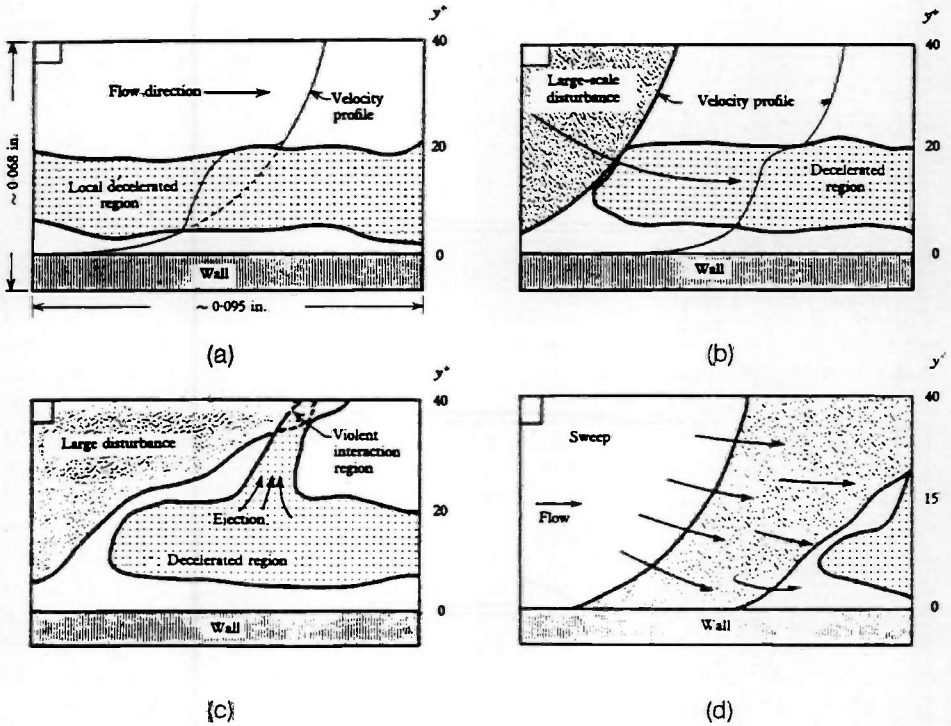 y⁺
40
Flow direction
Velocity
profile
20
Local decelerated
region
0
Wall
~ 0·068 in.
~ 0·095 in.
(a)
y⁺
40
Large-scale
disturbance
Velocity profile
20
Decelerated
region
0
Wall
(b)
y⁺
40
Large disturbance
Violent
interaction
region
20
Ejection
Decelerated region
0
Wall
(c)
y⁺
40
Sweep
15
Flow
0
Wall
(d)